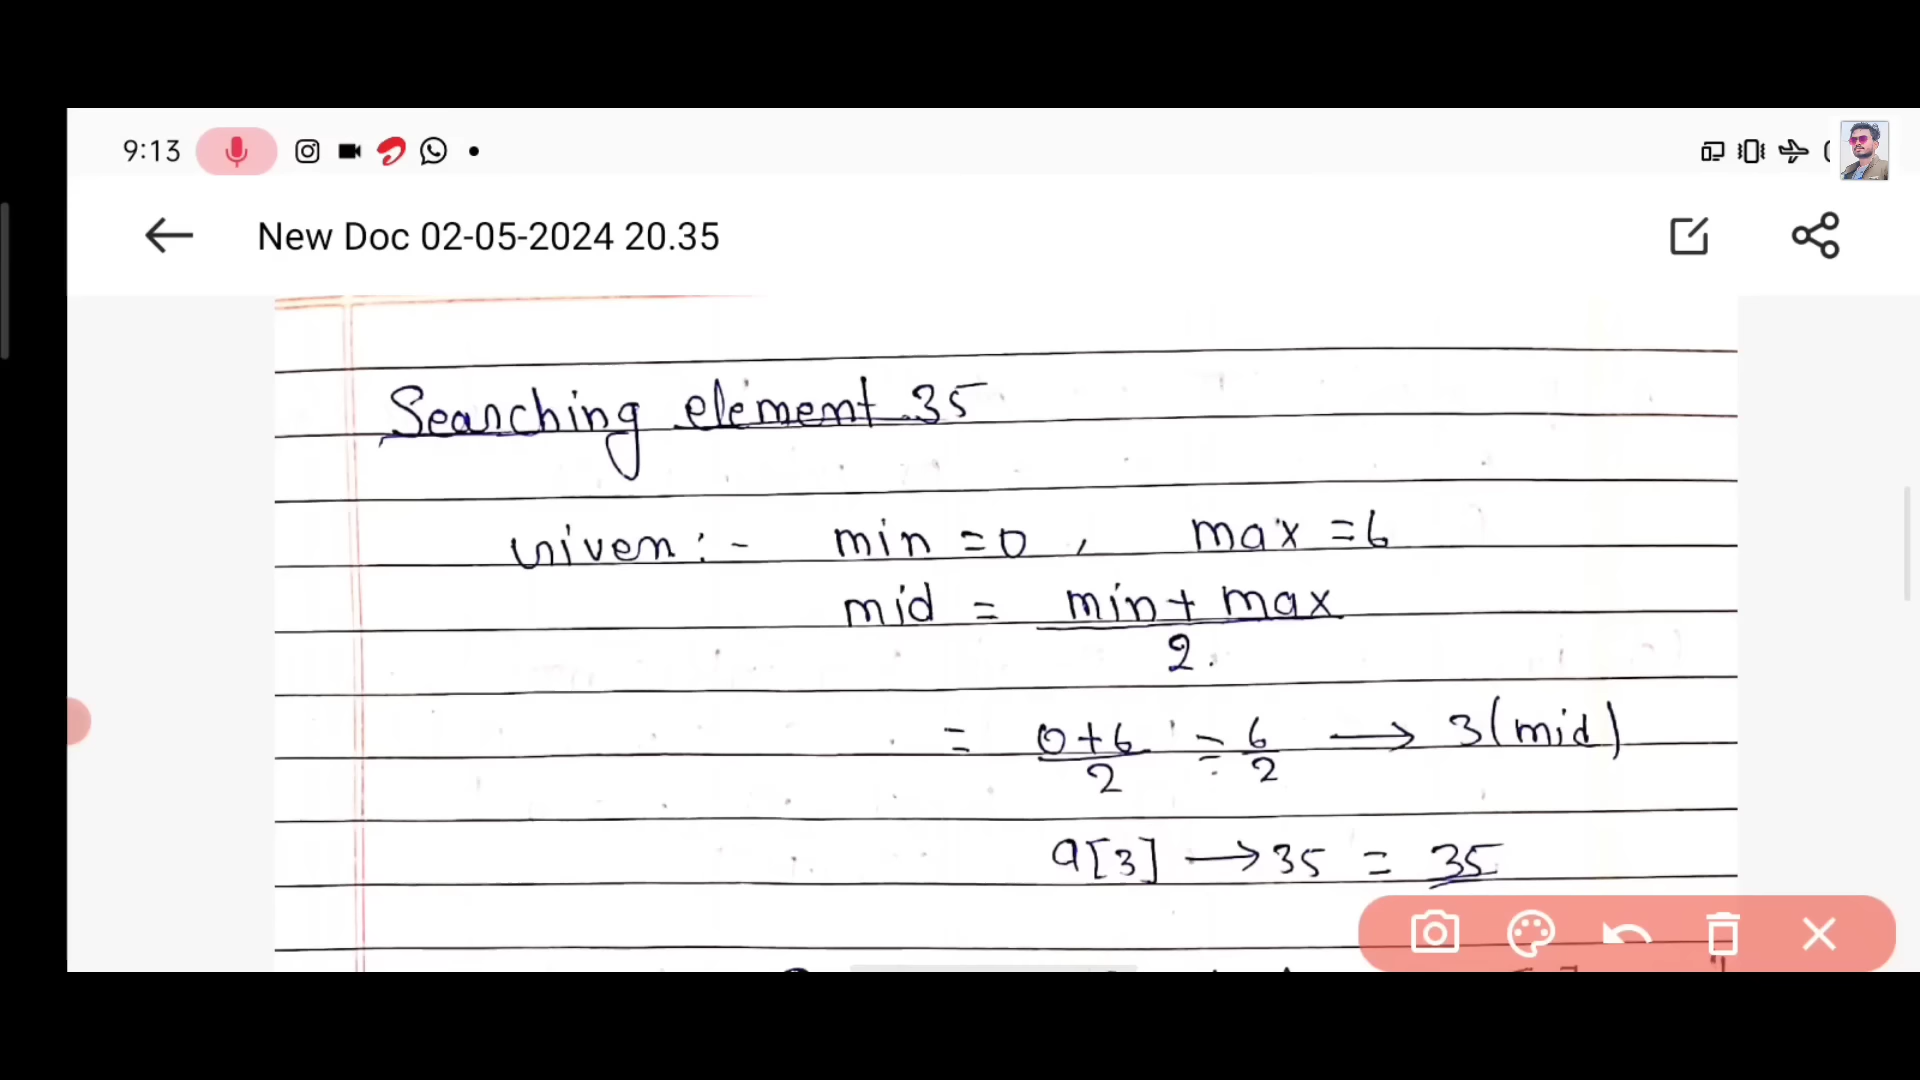 9:13
New Doc 02-05-2024 20.35
Searching element 35
Given :- min = 0 , max = 6
mid = min + max
2
= 0+6 = 6 → 3(mid)
2 2
a[3] → 35 = 35